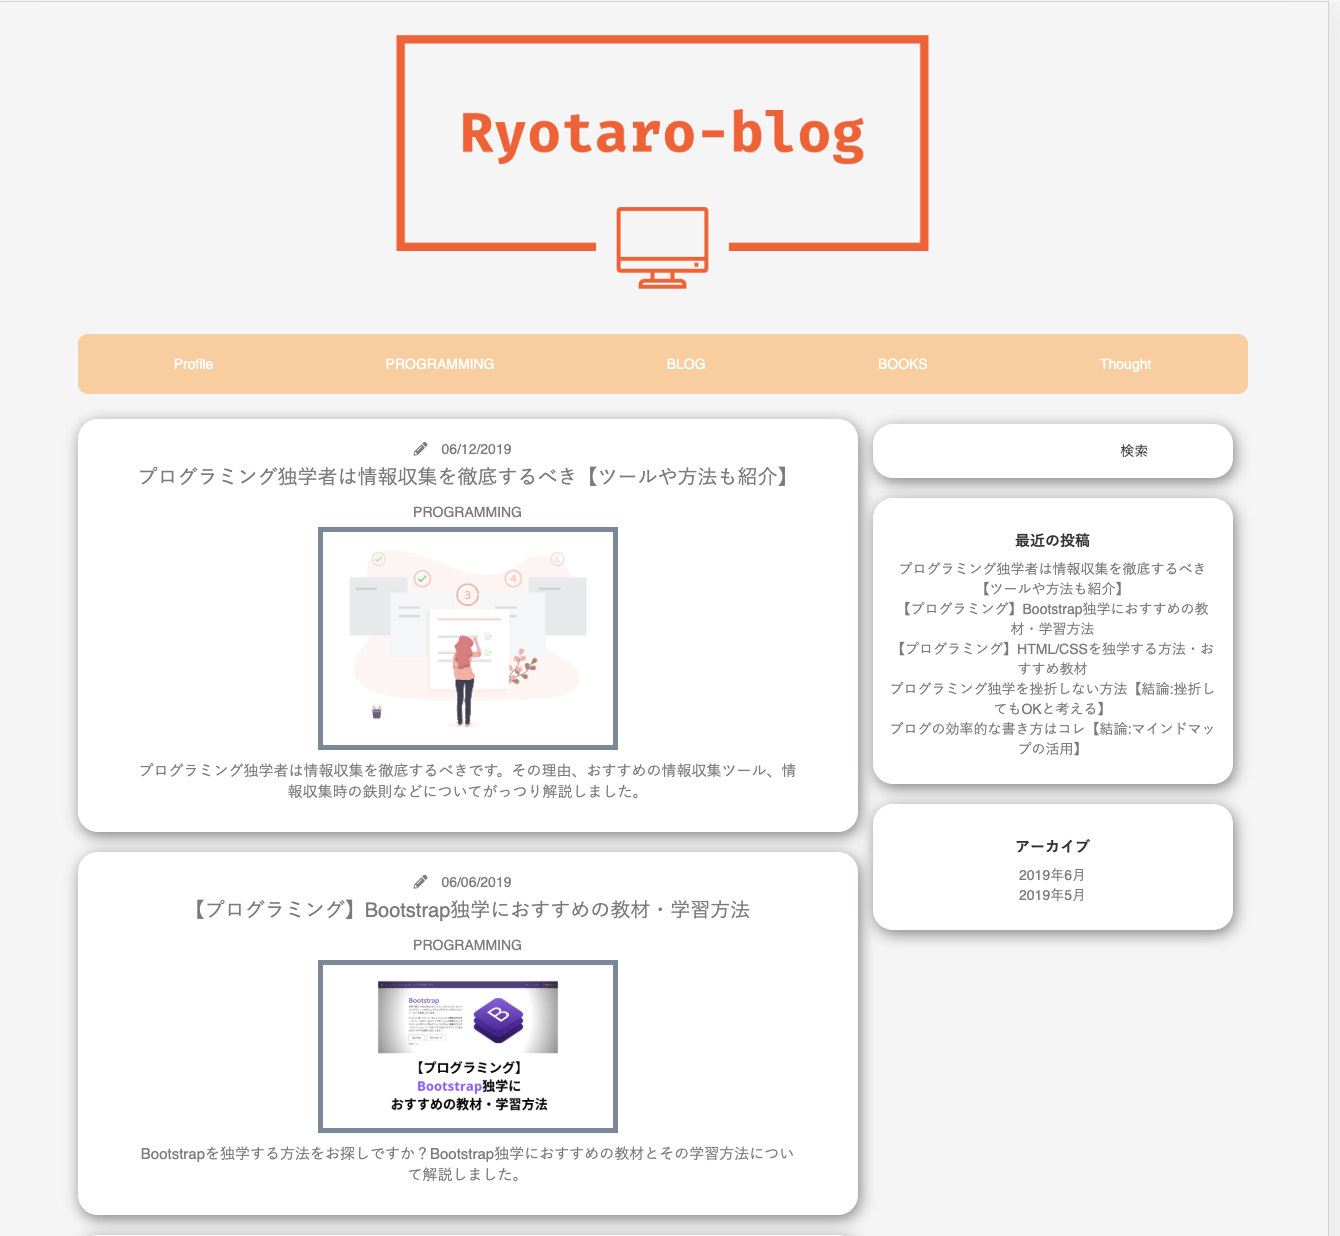 Ryotaro-blog
Profile
PROGRAMMING
BLOG
BOOKS
Thought
06/12/2019
プログラミング独学者は情報収集を徹底するべき【ツールや方法も紹介】
PROGRAMMING
3
4
5
プログラミング独学者は情報収集を徹底するべきです。その理由、おすすめの情報収集ツール、情
報収集時の鉄則などについてがっつり解説しました。
06/06/2019
【プログラミング】Bootstrap独学におすすめの教材・学習方法
PROGRAMMING
Bootstrap
B
【プログラミング】
Bootstrap独学に
おすすめの教材・学習方法
Bootstrapを独学する方法をお探しですか？Bootstrap独学におすすめの教材とその学習方法につい
て解説しました。
検索
最近の投稿
プログラミング独学者は情報収集を徹底するべき
【ツールや方法も紹介】
【プログラミング】Bootstrap独学におすすめの教
材・学習方法
【プログラミング】HTML/CSSを独学する方法・お
すすめ教材
プログラミング独学を挫折しない方法【結論:挫折し
てもOKと考える】
ブログの効率的な書き方はコレ【結論:マインドマッ
プの活用】
アーカイブ
2019年6月
2019年5月